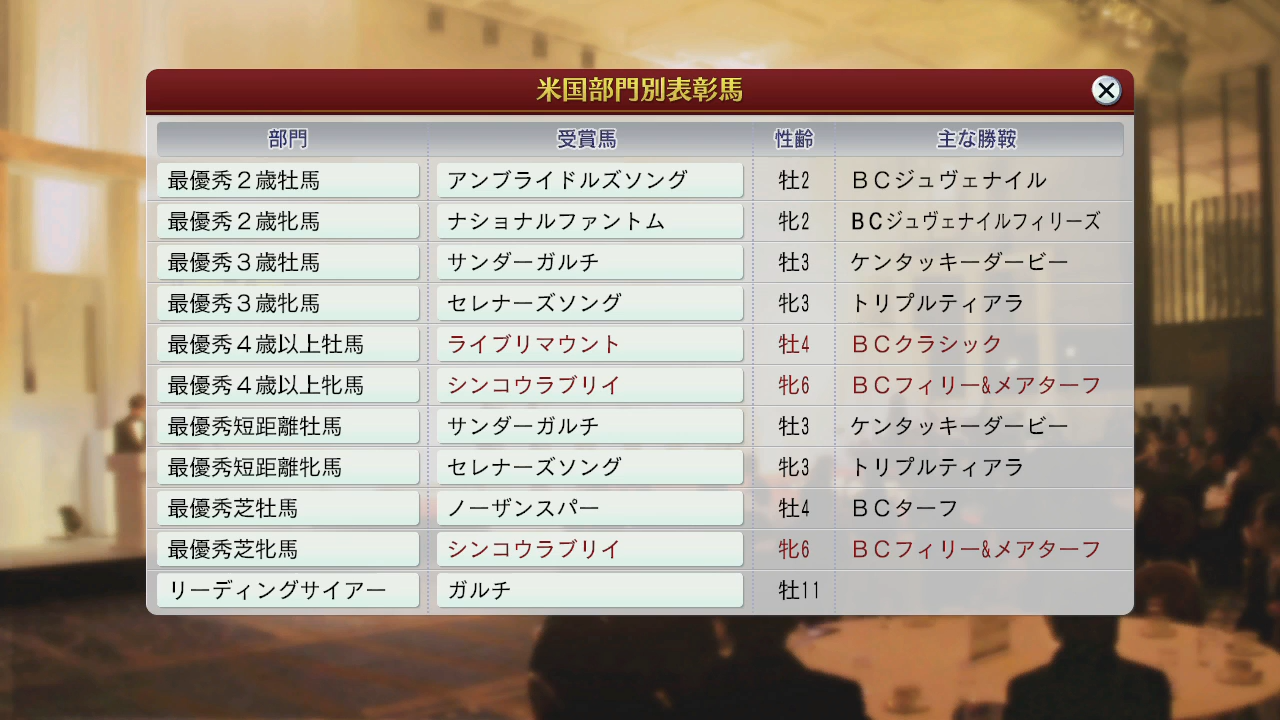 米国部門別表彰馬
部門 受賞馬 性齢 主な勝鞍
最優秀２歳牡馬 アンブライドルズソング 牡2 ＢＣジュヴェナイル
最優秀２歳牝馬 ナショナルファントム 牝2 ＢＣジュヴェナイルフィリーズ
最優秀３歳牡馬 サンダーガルチ 牡3 ケンタッキーダービー
最優秀３歳牝馬 セレナーズソング 牝3 トリプルティアラ
最優秀４歳以上牡馬 ライブリマウント 牡4 ＢＣクラシック
最優秀４歳以上牝馬 シンコウラブリイ 牝6 ＢＣフィリー&メアターフ
最優秀短距離牡馬 サンダーガルチ 牡3 ケンタッキーダービー
最優秀短距離牝馬 セレナーズソング 牝3 トリプルティアラ
最優秀芝牡馬 ノーザンスパー 牡4 ＢＣターフ
最優秀芝牝馬 シンコウラブリイ 牝6 ＢＣフィリー&メアターフ
リーディングサイアー ガルチ 牡11